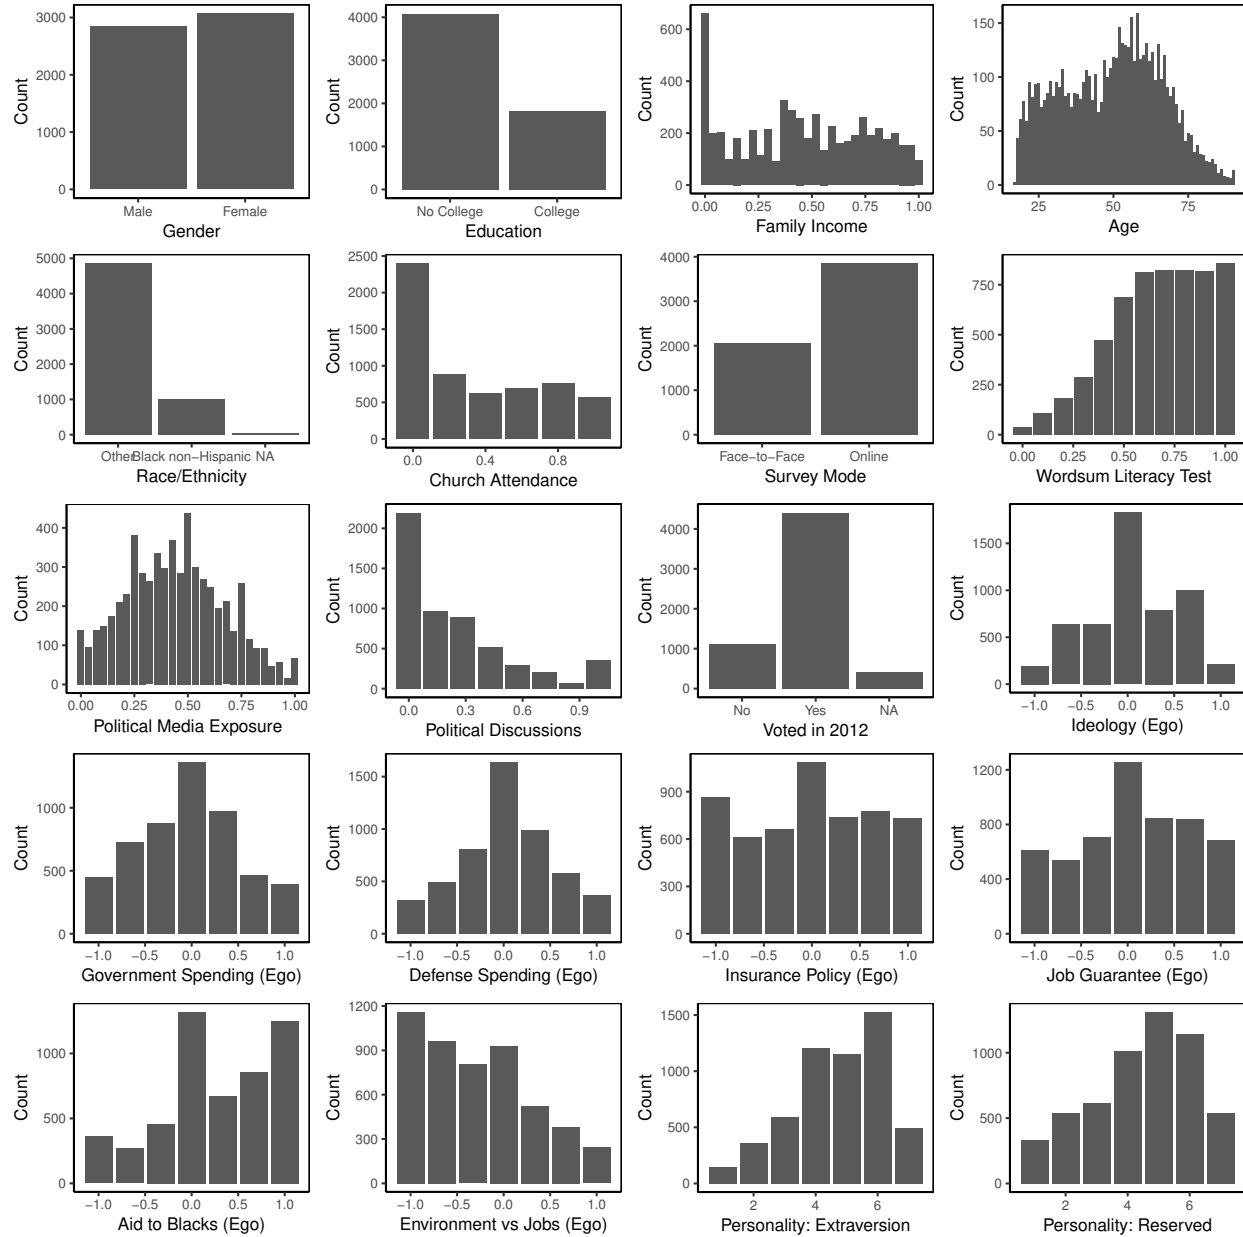 Count
3000
2000
1000
0
Male Female
Gender
Count
4000
3000
2000
1000
0
No College College
Education
Count
600
400
200
0
0.00 0.25 0.50 0.75 1.00
Family Income
Count
150
100
50
0
25 50 75
Age
Count
5000
4000
3000
2000
1000
0
Other Black non−Hispanic NA
Race/Ethnicity
Count
2500
2000
1500
1000
500
0
0.0 0.4 0.8
Church Attendance
Count
4000
3000
2000
1000
0
Face−to−Face Online
Survey Mode
Count
750
500
250
0
0.00 0.25 0.50 0.75 1.00
Wordsum Literacy Test
Count
400
300
200
100
0
0.00 0.25 0.50 0.75 1.00
Political Media Exposure
Count
2000
1500
1000
500
0
0.0 0.3 0.6 0.9
Political Discussions
Count
4000
3000
2000
1000
0
No Yes NA
Voted in 2012
Count
1500
1000
500
0
−1.0 −0.5 0.0 0.5 1.0
Ideology (Ego)
Count
1000
500
0
−1.0 −0.5 0.0 0.5 1.0
Government Spending (Ego)
Count
1500
1000
500
0
−1.0 −0.5 0.0 0.5 1.0
Defense Spending (Ego)
Count
900
600
300
0
−1.0 −0.5 0.0 0.5 1.0
Insurance Policy (Ego)
Count
1200
800
400
0
−1.0 −0.5 0.0 0.5 1.0
Job Guarantee (Ego)
Count
1000
500
0
−1.0 −0.5 0.0 0.5 1.0
Aid to Blacks (Ego)
Count
1200
900
600
300
0
−1.0 −0.5 0.0 0.5 1.0
Environment vs Jobs (Ego)
Count
1500
1000
500
0
2 4 6
Personality: Extraversion
Count
1000
500
0
2 4 6
Personality: Reserved